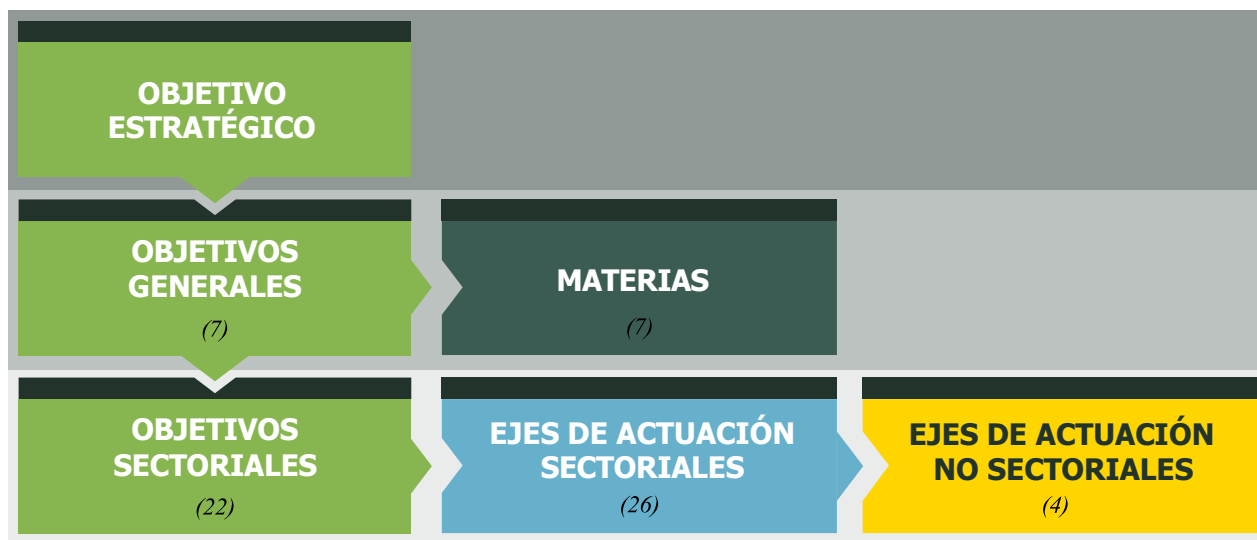 OBJETIVO
ESTRATÉGICO
OBJETIVOS
GENERALES
(7)
MATERIAS
(7)
OBJETIVOS
SECTORIALES
(22)
EJES DE ACTUACIÓN
SECTORIALES
(26)
EJES DE ACTUACIÓN
NO SECTORIALES
(4)